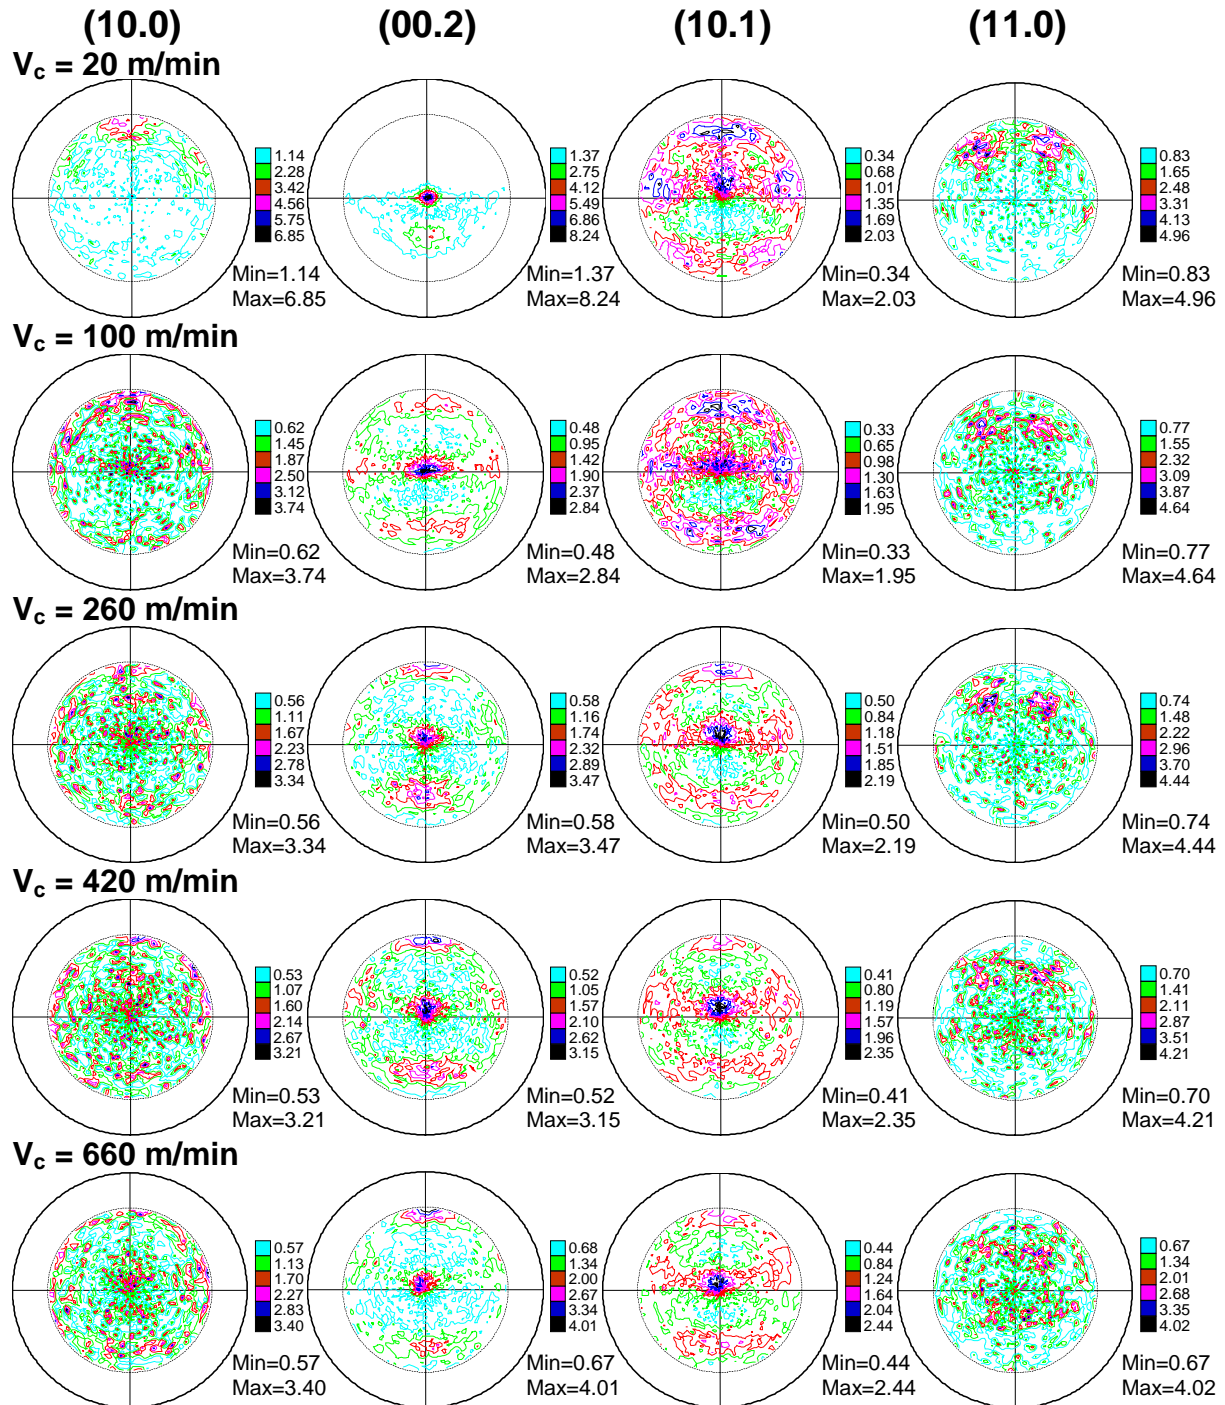 (10.0) (00.2) (10.1) (11.0)
V_c = 20 m/min
1.14 1.37 0.34 0.83
2.28 2.75 0.68 1.65
3.42 4.12 1.01 2.48
4.56 5.49 1.35 3.31
5.75 6.86 1.69 4.13
6.85 8.24 2.03 4.96
Min=1.14 Min=1.37 Min=0.34 Min=0.83
Max=6.85 Max=8.24 Max=2.03 Max=4.96
V_c = 100 m/min
0.62 0.48 0.33 0.77
1.45 0.95 0.65 1.55
1.87 1.42 0.98 2.32
2.50 1.90 1.30 3.09
3.12 2.37 1.63 3.87
3.74 2.84 1.95 4.64
Min=0.62 Min=0.48 Min=0.33 Min=0.77
Max=3.74 Max=2.84 Max=1.95 Max=4.64
V_c = 260 m/min
0.56 0.58 0.50 0.74
1.11 1.16 0.84 1.48
1.67 1.74 1.18 2.22
2.23 2.32 1.51 2.96
2.78 2.89 1.85 3.70
3.34 3.47 2.19 4.44
Min=0.56 Min=0.58 Min=0.50 Min=0.74
Max=3.34 Max=3.47 Max=2.19 Max=4.44
V_c = 420 m/min
0.53 0.52 0.41 0.70
1.07 1.05 0.80 1.41
1.60 1.57 1.19 2.11
2.14 2.10 1.57 2.87
2.67 2.62 1.96 3.51
3.21 3.15 2.35 4.21
Min=0.53 Min=0.52 Min=0.41 Min=0.70
Max=3.21 Max=3.15 Max=2.35 Max=4.21
V_c = 660 m/min
0.57 0.68 0.44 0.67
1.13 1.34 0.84 1.34
1.70 2.00 1.24 2.01
2.27 2.67 1.64 2.68
2.83 3.34 2.04 3.35
3.40 4.01 2.44 4.02
Min=0.57 Min=0.67 Min=0.44 Min=0.67
Max=3.40 Max=4.01 Max=2.44 Max=4.02